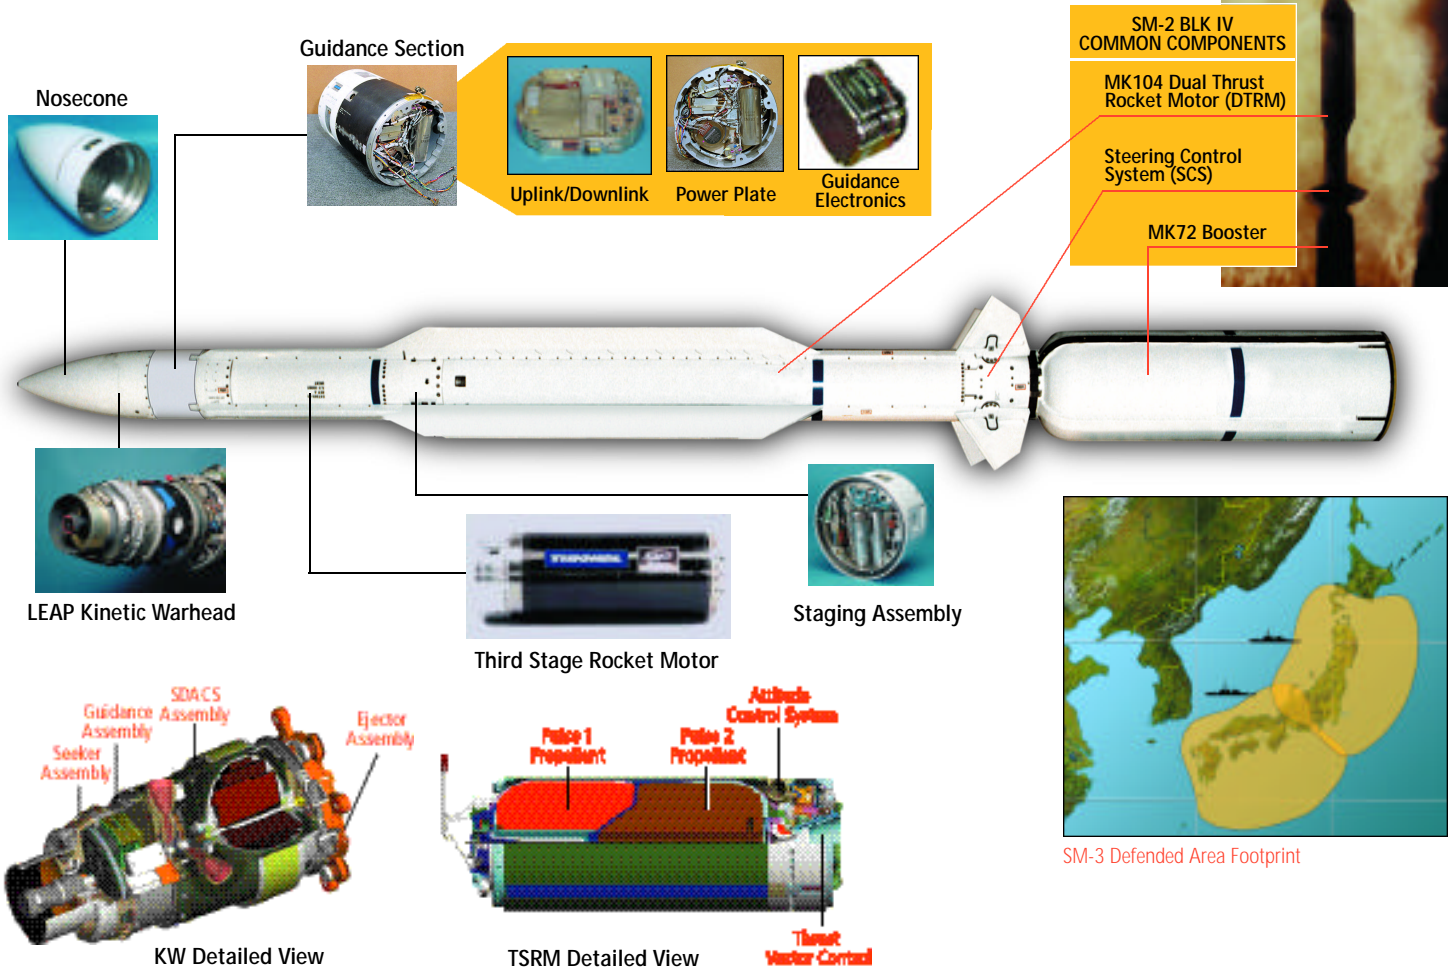 Guidance Section
Nosecone
Uplink/Downlink
Power Plate
Guidance
Electronics
SM-2 BLK IV
COMMON COMPONENTS
MK104 Dual Thrust
Rocket Motor (DTRM)
Steering Control
System (SCS)
MK72 Booster
LEAP Kinetic Warhead
Third Stage Rocket Motor
Staging Assembly
SDACS
Assembly
Guidance
Assembly
Seeker
Assembly
Ejector
Assembly
KW Detailed View
Attitude
Control System
Pulse 1
Propellent
Pulse 2
Propellent
Thrust
Vector Control
TSRM Detailed View
SM-3 Defended Area Footprint